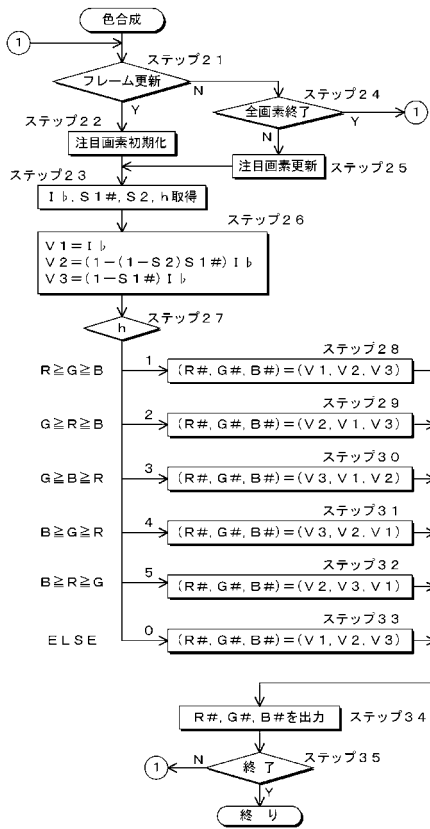 色合成
1
ステップ21
フレーム更新
N
Y
ステップ24
全画素終了
Y
1
N
ステップ22
注目画素初期化
注目画素更新
ステップ25
ステップ23
I♭,S1#,S2,h取得
ステップ26
V1=I♭
V2=(1-(1-S2)S1#)I♭
V3=(1-S1#)I♭
h
ステップ27
ステップ28
R≧G≧B
1
(R#,G#,B#)=(V1,V2,V3)
ステップ29
G≧R≧B
2
(R#,G#,B#)=(V2,V1,V3)
ステップ30
G≧B≧R
3
(R#,G#,B#)=(V3,V1,V2)
ステップ31
B≧G≧R
4
(R#,G#,B#)=(V3,V2,V1)
ステップ32
B≧R≧G
5
(R#,G#,B#)=(V2,V3,V1)
ステップ33
ELSE
0
(R#,G#,B#)=(V1,V2,V3)
R#,G#,B#を出力
ステップ34
ステップ35
1
N
終了
Y
終り